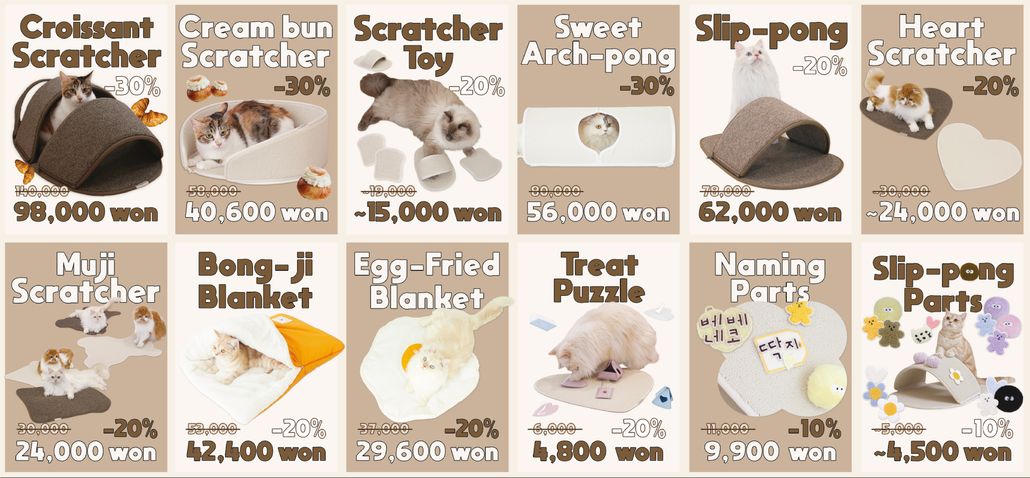 Croissant
Scratcher
-30%
140,000
98,000 won
Cream bun
Scratcher
-30%
58,000
40,600 won
Scratcher
Toy
-20%
~19,000
~15,000 won
Sweet
Arch-pong
-30%
80,000
56,000 won
Slip-pong
-20%
78,000
62,000 won
Heart
Scratcher
-20%
~30,000
~24,000 won
Muji
Scratcher
30,000
-20%
24,000 won
Bong-ji
Blanket
53,000
-20%
42,400 won
Egg-Fried
Blanket
37,000
-20%
29,600 won
Treat
Puzzle
6,000
-20%
4,800 won
Naming
Parts
베베
네코
딱지
11,000
-10%
9,900 won
Slip-pong
Parts
~5,000
-10%
~4,500 won